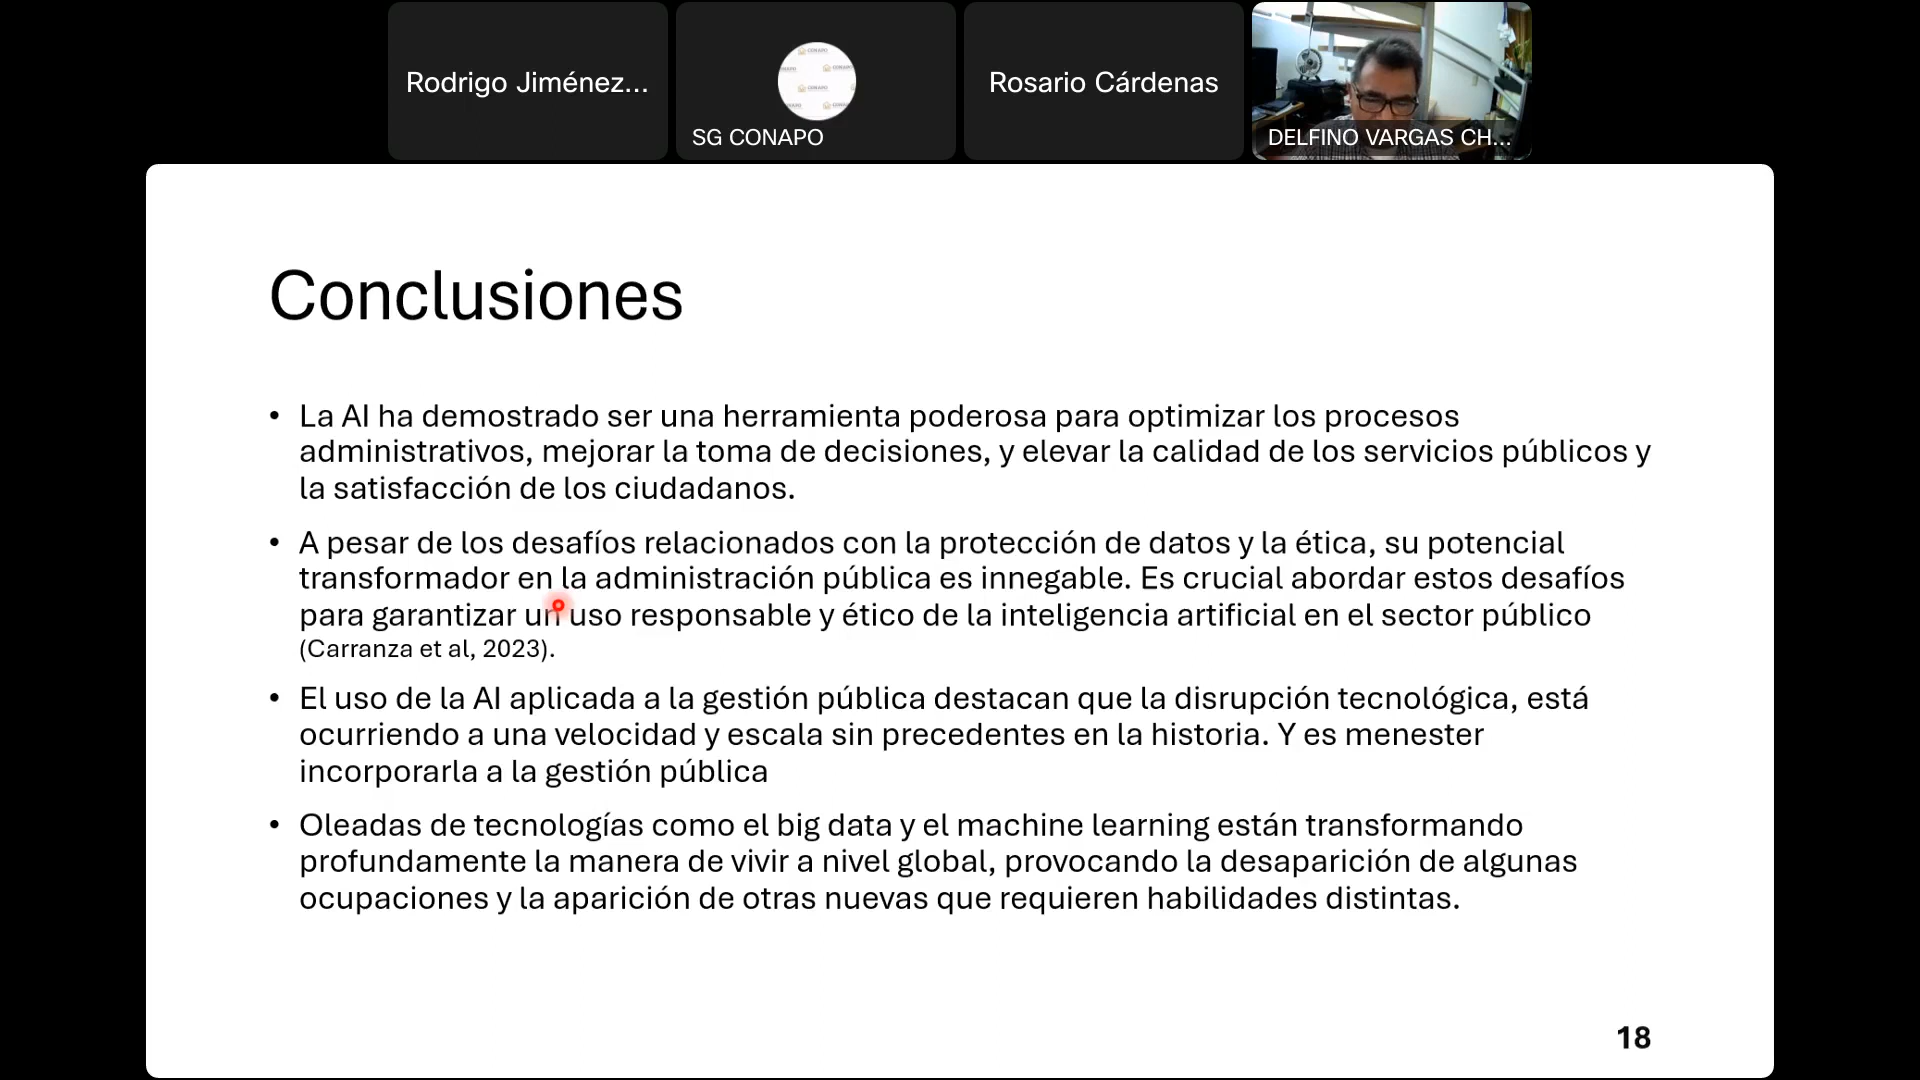 Rodrigo Jiménez...
SG CONAPO
Rosario Cárdenas
DELFINO VARGAS CH...
Conclusiones
• La AI ha demostrado ser una herramienta poderosa para optimizar los procesos
administrativos, mejorar la toma de decisiones, y elevar la calidad de los servicios públicos y
la satisfacción de los ciudadanos.
• A pesar de los desafíos relacionados con la protección de datos y la ética, su potencial
transformador en la administración pública es innegable. Es crucial abordar estos desafíos
para garantizar un uso responsable y ético de la inteligencia artificial en el sector público
(Carranza et al, 2023).
• El uso de la AI aplicada a la gestión pública destacan que la disrupción tecnológica, está
ocurriendo a una velocidad y escala sin precedentes en la historia. Y es menester
incorporarla a la gestión pública
• Oleadas de tecnologías como el big data y el machine learning están transformando
profundamente la manera de vivir a nivel global, provocando la desaparición de algunas
ocupaciones y la aparición de otras nuevas que requieren habilidades distintas.
18